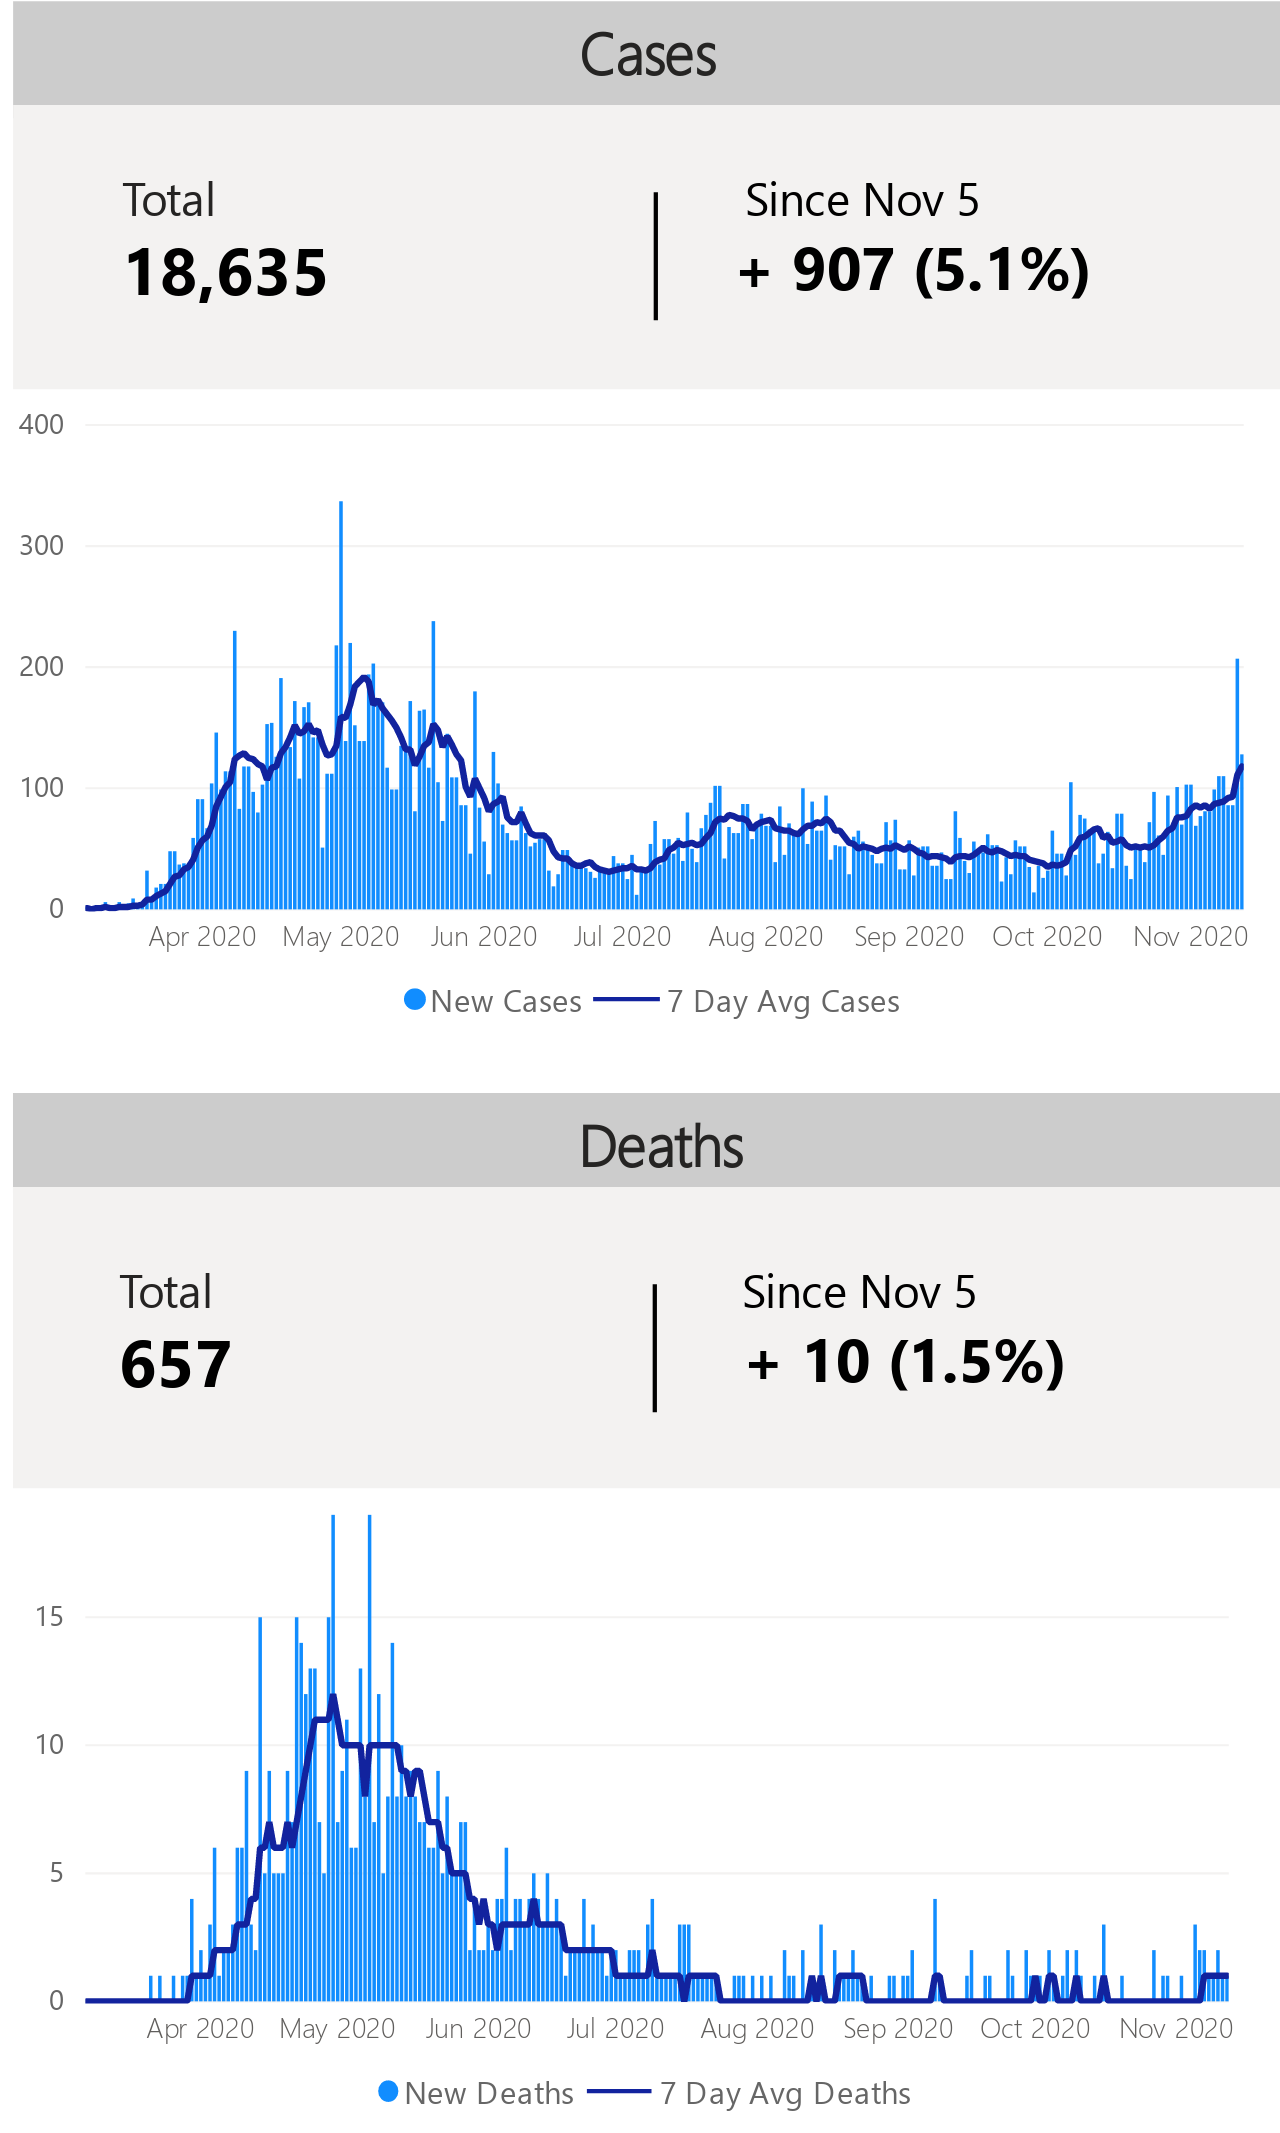 Cases
Total
Since Nov 5
18,635
+ 907 (5.1%)
400
300
200
100
0
Apr 2020 May 2020 Jun 2020 Jul 2020 Aug 2020 Sep 2020 Oct 2020 Nov 2020
New Cases 7 Day Avg Cases
Deaths
Total
Since Nov 5
657
+ 10 (1.5%)
15
10
5
0
Apr 2020 May 2020 Jun 2020 Jul 2020 Aug 2020 Sep 2020 Oct 2020 Nov 2020
New Deaths 7 Day Avg Deaths